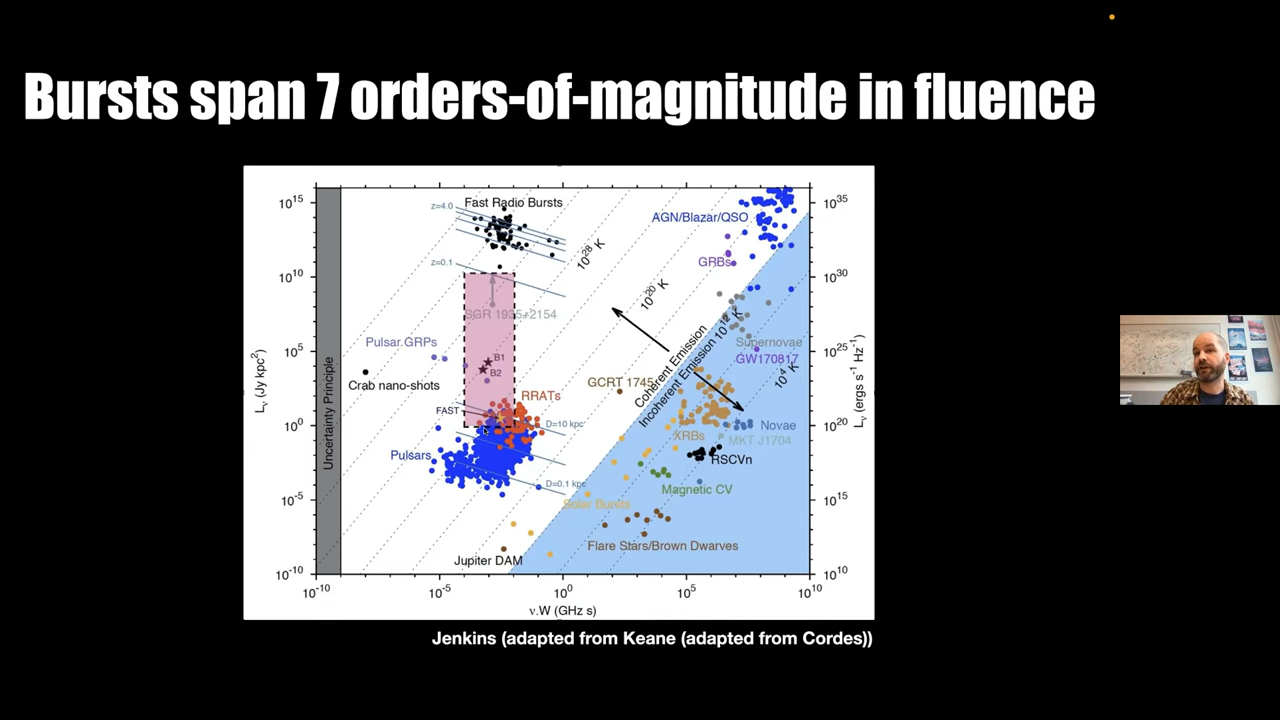 Bursts span 7 orders-of-magnitude in fluence
10^15
10^10
10^5
10^0
10^-5
10^-10
L_ν (Jy kpc²)
Uncertainty Principle
z=4.0
Fast Radio Bursts
z=0.1
10^28 K
10^20 K
AGN/Blazar/QSO
GRBs
SGR 1935+2154
Pulsar GRPs
B1
B2
Crab nano-shots
FAST
RRATs
D=10 kpc
Pulsars
D=0.1 kpc
GCRT 1745
Coherent Emission
Incoherent Emission 10^12 K
Supernovae
GW170817
10^4 K
Novae
XRBs
MKT J1704
RSCVn
Magnetic CV
Solar Bursts
Flare Stars/Brown Dwarves
Jupiter DAM
10^35
10^30
10^25
10^20
10^15
10^10
L_ν (ergs s⁻¹ Hz⁻¹)
10^-10
10^-5
10^0
10^5
10^10
ν.W (GHz s)
Jenkins (adapted from Keane (adapted from Cordes))